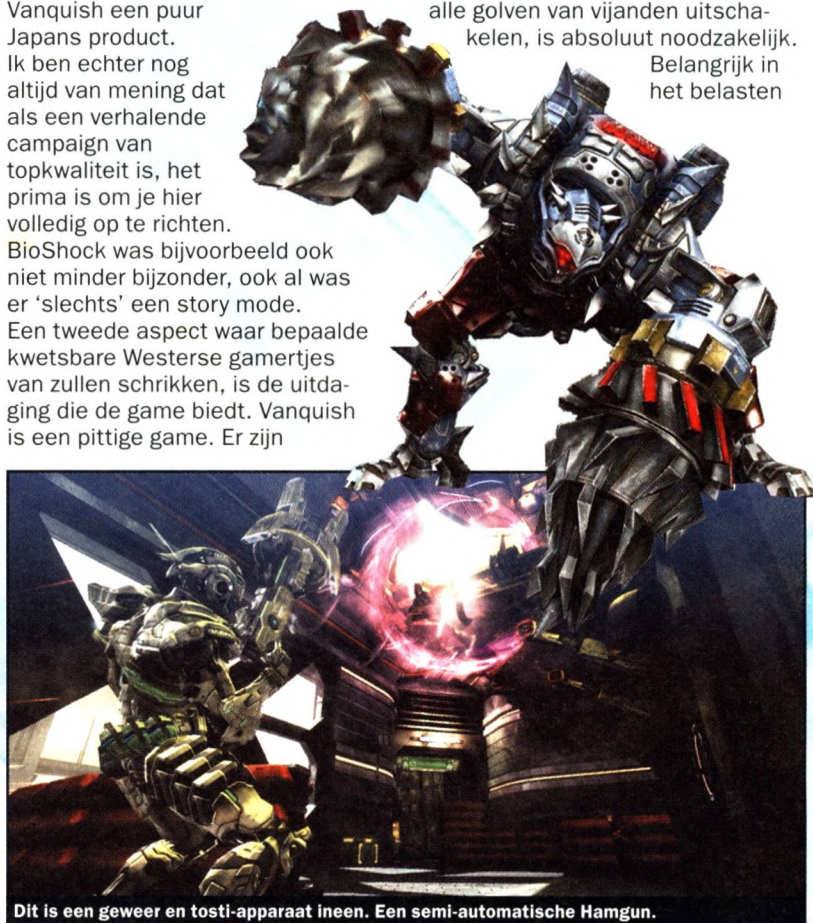 Vanquish een puur
Japans product.
Ik ben echter nog
altijd van mening dat
als een verhalende
campaign van
topkwaliteit is, het
prima is om je hier
volledig op te richten.
BioShock was bijvoorbeeld ook
niet minder bijzonder, ook al was
er ‘slechts’ een story mode.
Een tweede aspect waar bepaalde
kwetsbare Westerse gamertjes
van zullen schrikken, is de uitda-
ging die de game biedt. Vanquish
is een pittige game. Er zijn
alle golven van vijanden uitscha-
kelen, is absoluut noodzakelijk.
Belangrijk in
het belasten
Dit is een geweer en tosti-apparaat ineen. Een semi-automatische Hamgun.